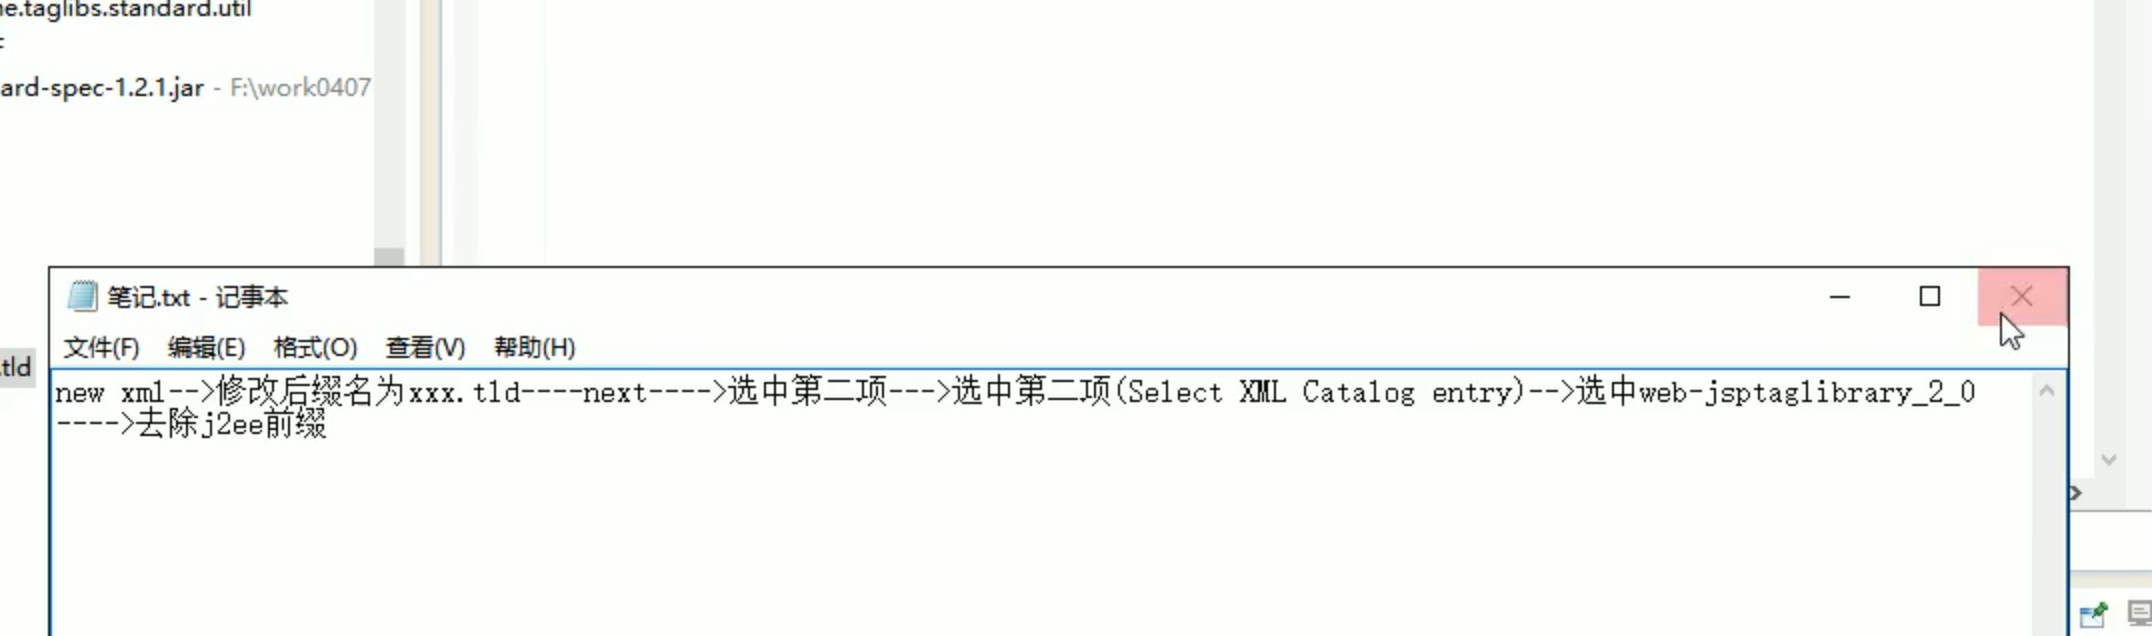 e.taglibs.standard.util
ard-spec-1.2.1.jar - F:\work0407
笔记.txt - 记事本
文件(F) 编辑(E) 格式(O) 查看(V) 帮助(H)
.tld
new xml-->修改后缀名为xxx.tld----next---->选中第二项--->选中第二项(Select XML Catalog entry)-->选中web-jsptaglibrary_2_0
---->去除j2ee前缀